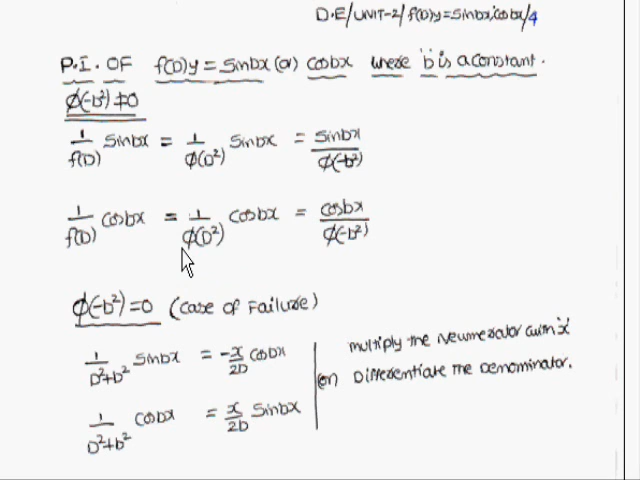 D.E/UNIT-2/f(D)y=sinbx,cosbx/4
P.I. OF f(D)y = sinbx (or) cosbx where 'b' is a constant.
ϕ(-b²) ≠ 0
1/f(D) sinbx = 1/ϕ(D²) sinbx = sinbx/ϕ(-b²)
1/f(D) cosbx = 1/ϕ(D²) cosbx = cosbx/ϕ(-b²)
ϕ(-b²) = 0 (case of Failure)
1/D²+b² sinbx = -x/2b cosbx
1/D²+b² cosbx = x/2b sinbx
multiply the Neumerator with 'x'
(or) Differentiate the Denominator.